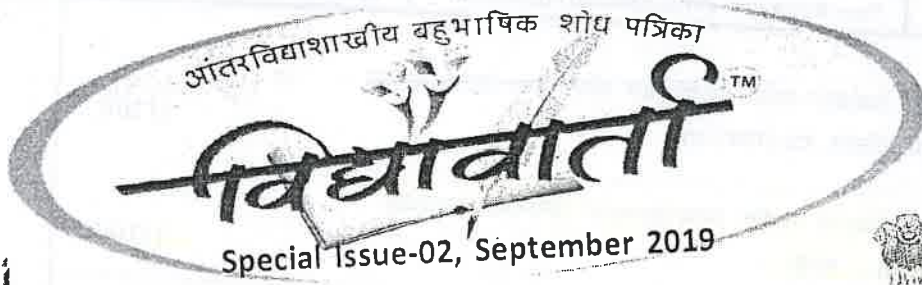 आंतरविद्याशाखीय बहुभाषिक शोध पत्रिका
विद्यावार्ता TM
Special Issue-02, September 2019